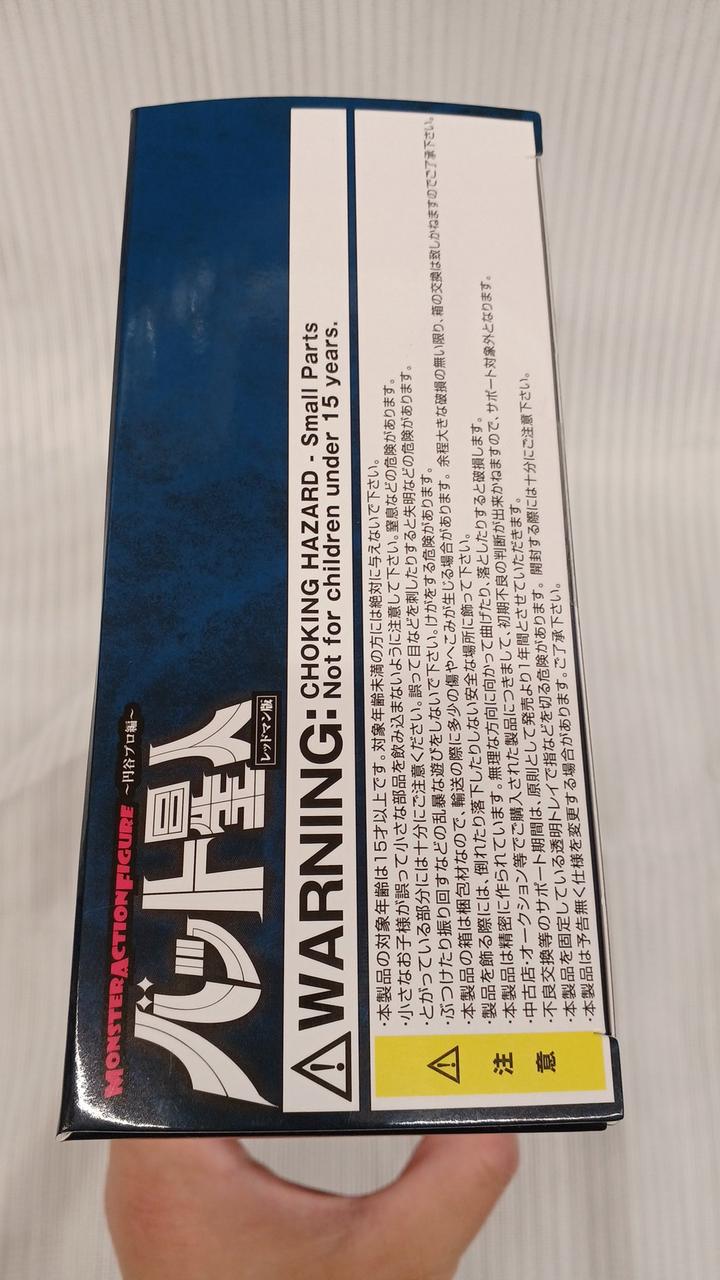 MONSTERACTIONFIGURE ～円谷プロ編～
バット星人
レッドマン版
WARNING: CHOKING HAZARD - Small Parts
Not for children under 15 years.
注意
・本製品の対象年齢は15才以上です。対象年齢未満の方には絶対に与えないで下さい。
・小さなお子様が誤って小さな部品を飲み込まないように注意して下さい。窒息などの危険があります。
・とがっている部分には十分にご注意ください。誤って目などを刺したりすると失明などの危険があります。
・ぶつけたり振り回すなどの乱暴な遊びをしないで下さい。けがをする危険があります。
・本製品の箱は梱包材なので、輸送の際に多少の傷やへこみが生じる場合があります。余程大きな破損の無い限り、箱の交換は致しかねますのでご了承下さい。
・製品を飾る際には、倒れたり落下したりしない安全な場所に飾って下さい。
・本製品は精密に作られています。無理な方向に向かって曲げたり、落としたりすると破損します。
・中古店・オークション等でご購入された製品につきまして、初期不良の判断が出来かねますので、サポート対象外となります。
・不良交換等のサポート期間は、原則として発売より1年間とさせていただきます。
・本製品を固定している透明トレイで指などを切る危険があります。開封する際には十分にご注意下さい。
・本製品は予告無く仕様を変更する場合があります。ご了承下さい。